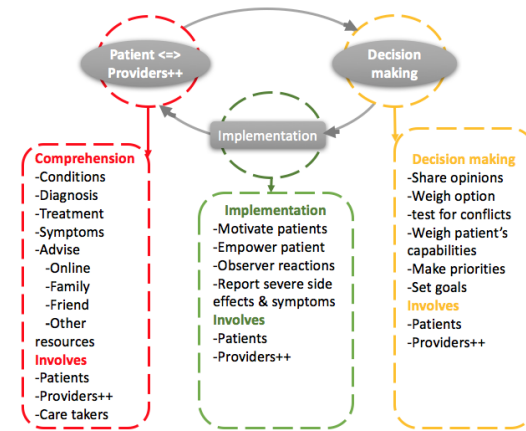 Patient <=>
Providers++
Decision
making
Implementation
Comprehension
-Conditions
-Diagnosis
-Treatment
-Symptoms
-Advise
-Online
-Family
-Friend
-Other
resources
Involves
-Patients
-Providers++
-Care takers
Implementation
-Motivate patients
-Empower patient
-Observer reactions
-Report severe side
effects & symptoms
Involves
-Patients
-Providers++
Decision making
-Share opinions
-Weigh option
-test for conflicts
-Weigh patient's
capabilities
-Make priorities
-Set goals
Involves
-Patients
-Providers++